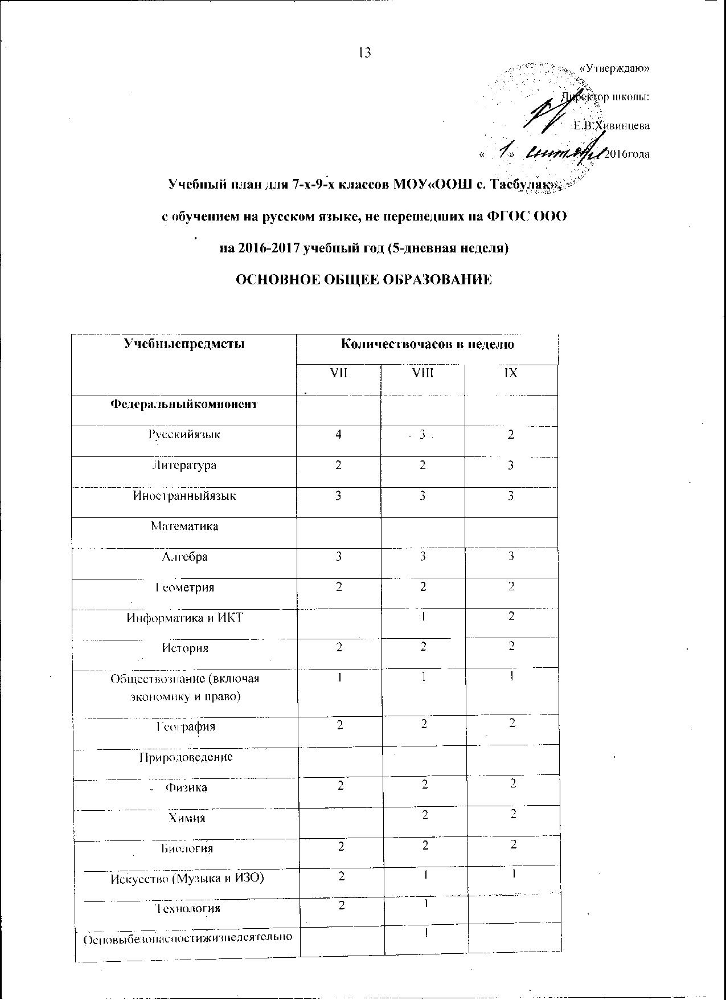 13
«Утверждаю»
Директор школы:
Е.В.Хивинцева
« 1 » сентября 2016года
Учебный план для 7-х-9-х классов МОУ«ООШ с. Тасбулак»,
с обучением на русском языке, не перешедших на ФГОС ООО
на 2016-2017 учебный год (5-дневная неделя)
ОСНОВНОЕ ОБЩЕЕ ОБРАЗОВАНИЕ
Учебныепредметы Количествочасов в неделю
VII VIII IX
Федеральныйкомпонент
Русскийязык 4 3 2
Литература 2 2 3
Иностранныйязык 3 3 3
Математика
Алгебра 3 3 3
Геометрия 2 2 2
Информатика и ИКТ 1 2
История 2 2 2
Обществознание (включая 1 1 1
экономику и право)
География 2 2 2
Природоведение
Физика 2 2 2
Химия 2 2
Биология 2 2 2
Искусство (Музыка и ИЗО) 2 1 1
Технология 2 1
Основыбезопасностижизнедеятельно 1